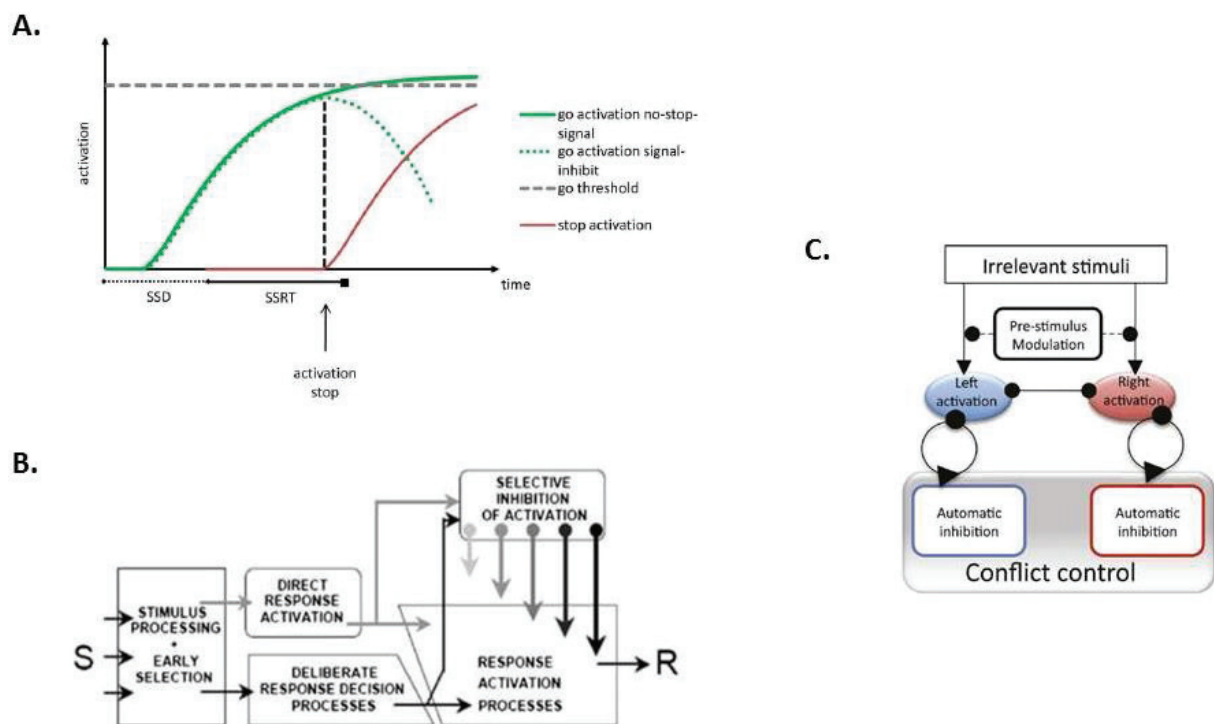 A.
activation
go activation no-stop-
signal
go activation signal-
inhibit
go threshold
stop activation
time
SSD
SSRT
activation
stop
B.
S
STIMULUS
PROCESSING
+
EARLY
SELECTION
DIRECT
RESPONSE
ACTIVATION
DELIBERATE
RESPONSE DECISION
PROCESSES
SELECTIVE
INHIBITION
OF ACTIVATION
RESPONSE
ACTIVATION
PROCESSES
R
C.
Irrelevant stimuli
Pre-stimulus
Modulation
Left
activation
Right
activation
Automatic
inhibition
Automatic
inhibition
Conflict control